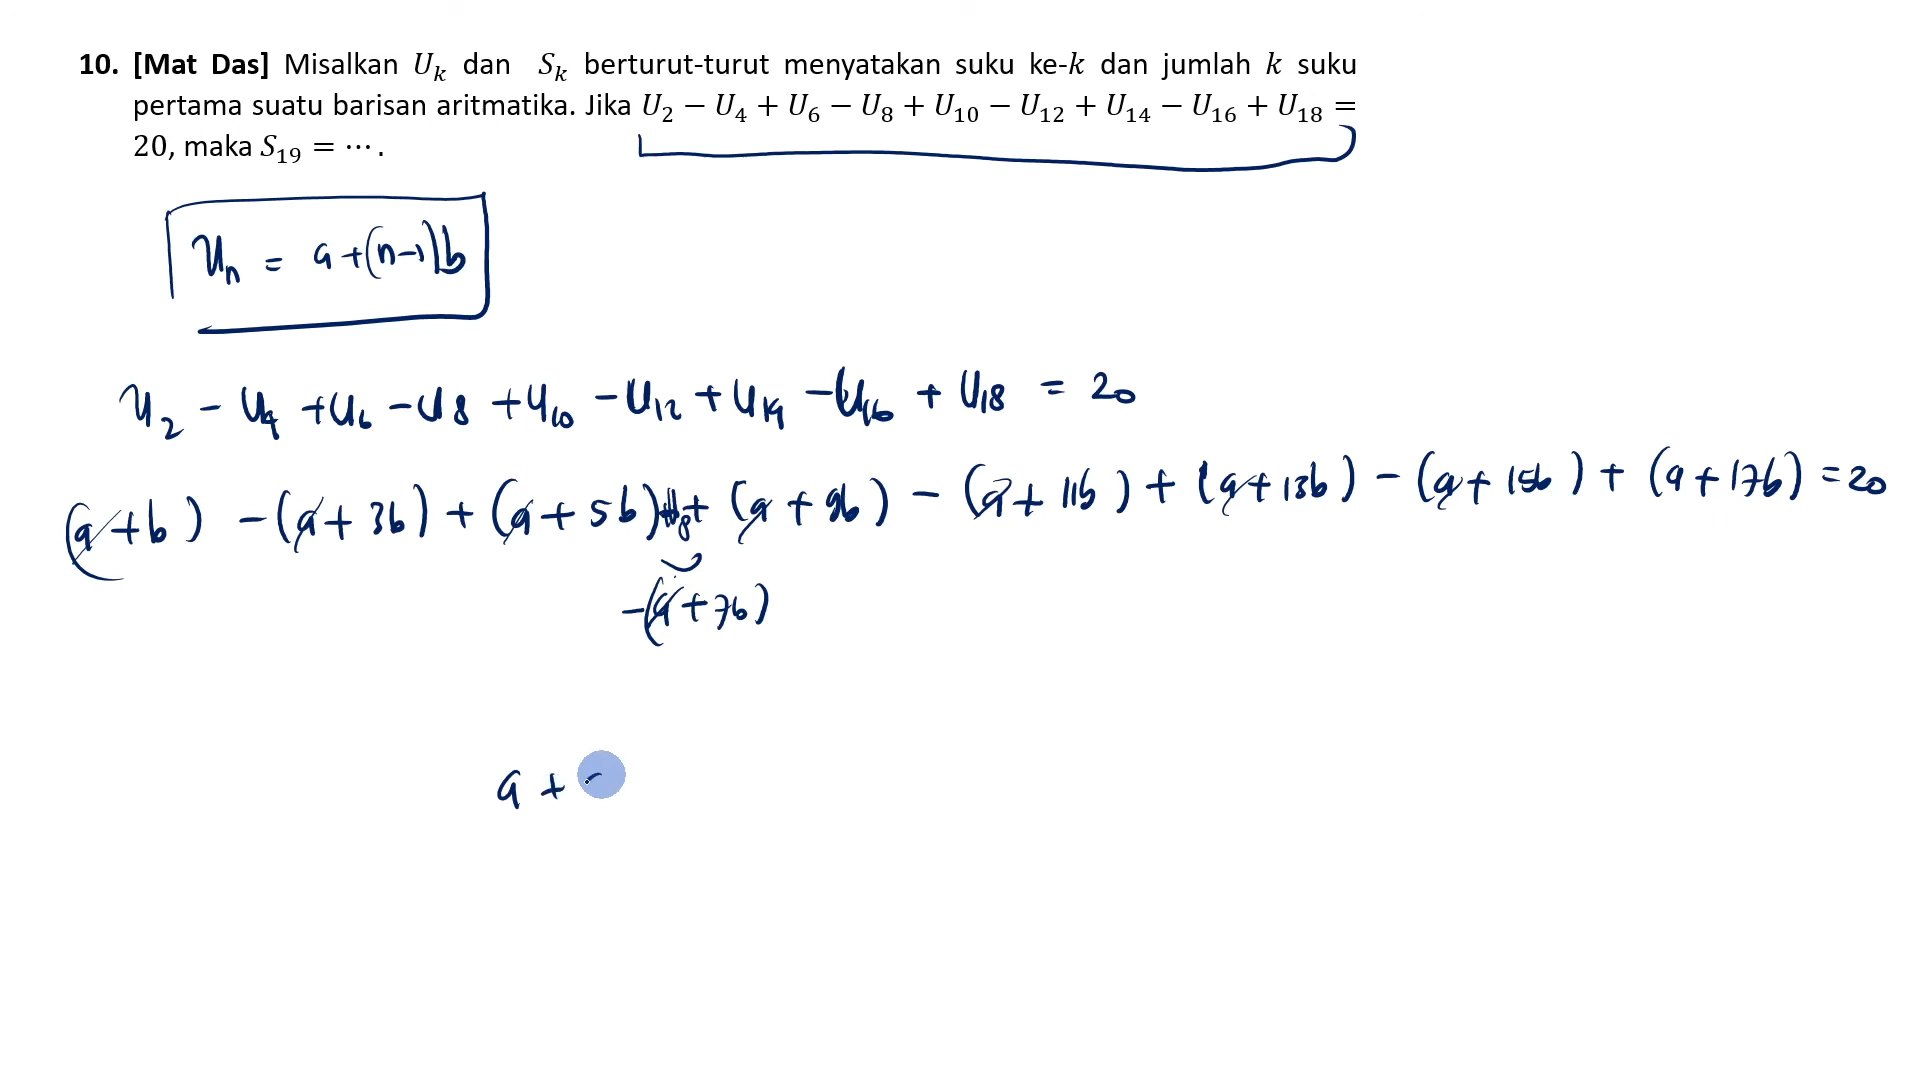 10. [Mat Das] Misalkan U_k dan S_k berturut-turut menyatakan suku ke-k dan jumlah k suku
pertama suatu barisan aritmatika. Jika U_2 − U_4 + U_6 − U_8 + U_10 − U_12 + U_14 − U_16 + U_18 =
20, maka S_19 = ⋯ .
U_n = a + (n-1)b
U_2 - U_4 + U_6 - U_8 + U_10 - U_12 + U_14 - U_16 + U_18 = 20
(a+b) - (a+3b) + (a+5b) + (a+9b) - (a+11b) + (a+13b) - (a+15b) + (a+17b) = 20
-(a+7b)
a +